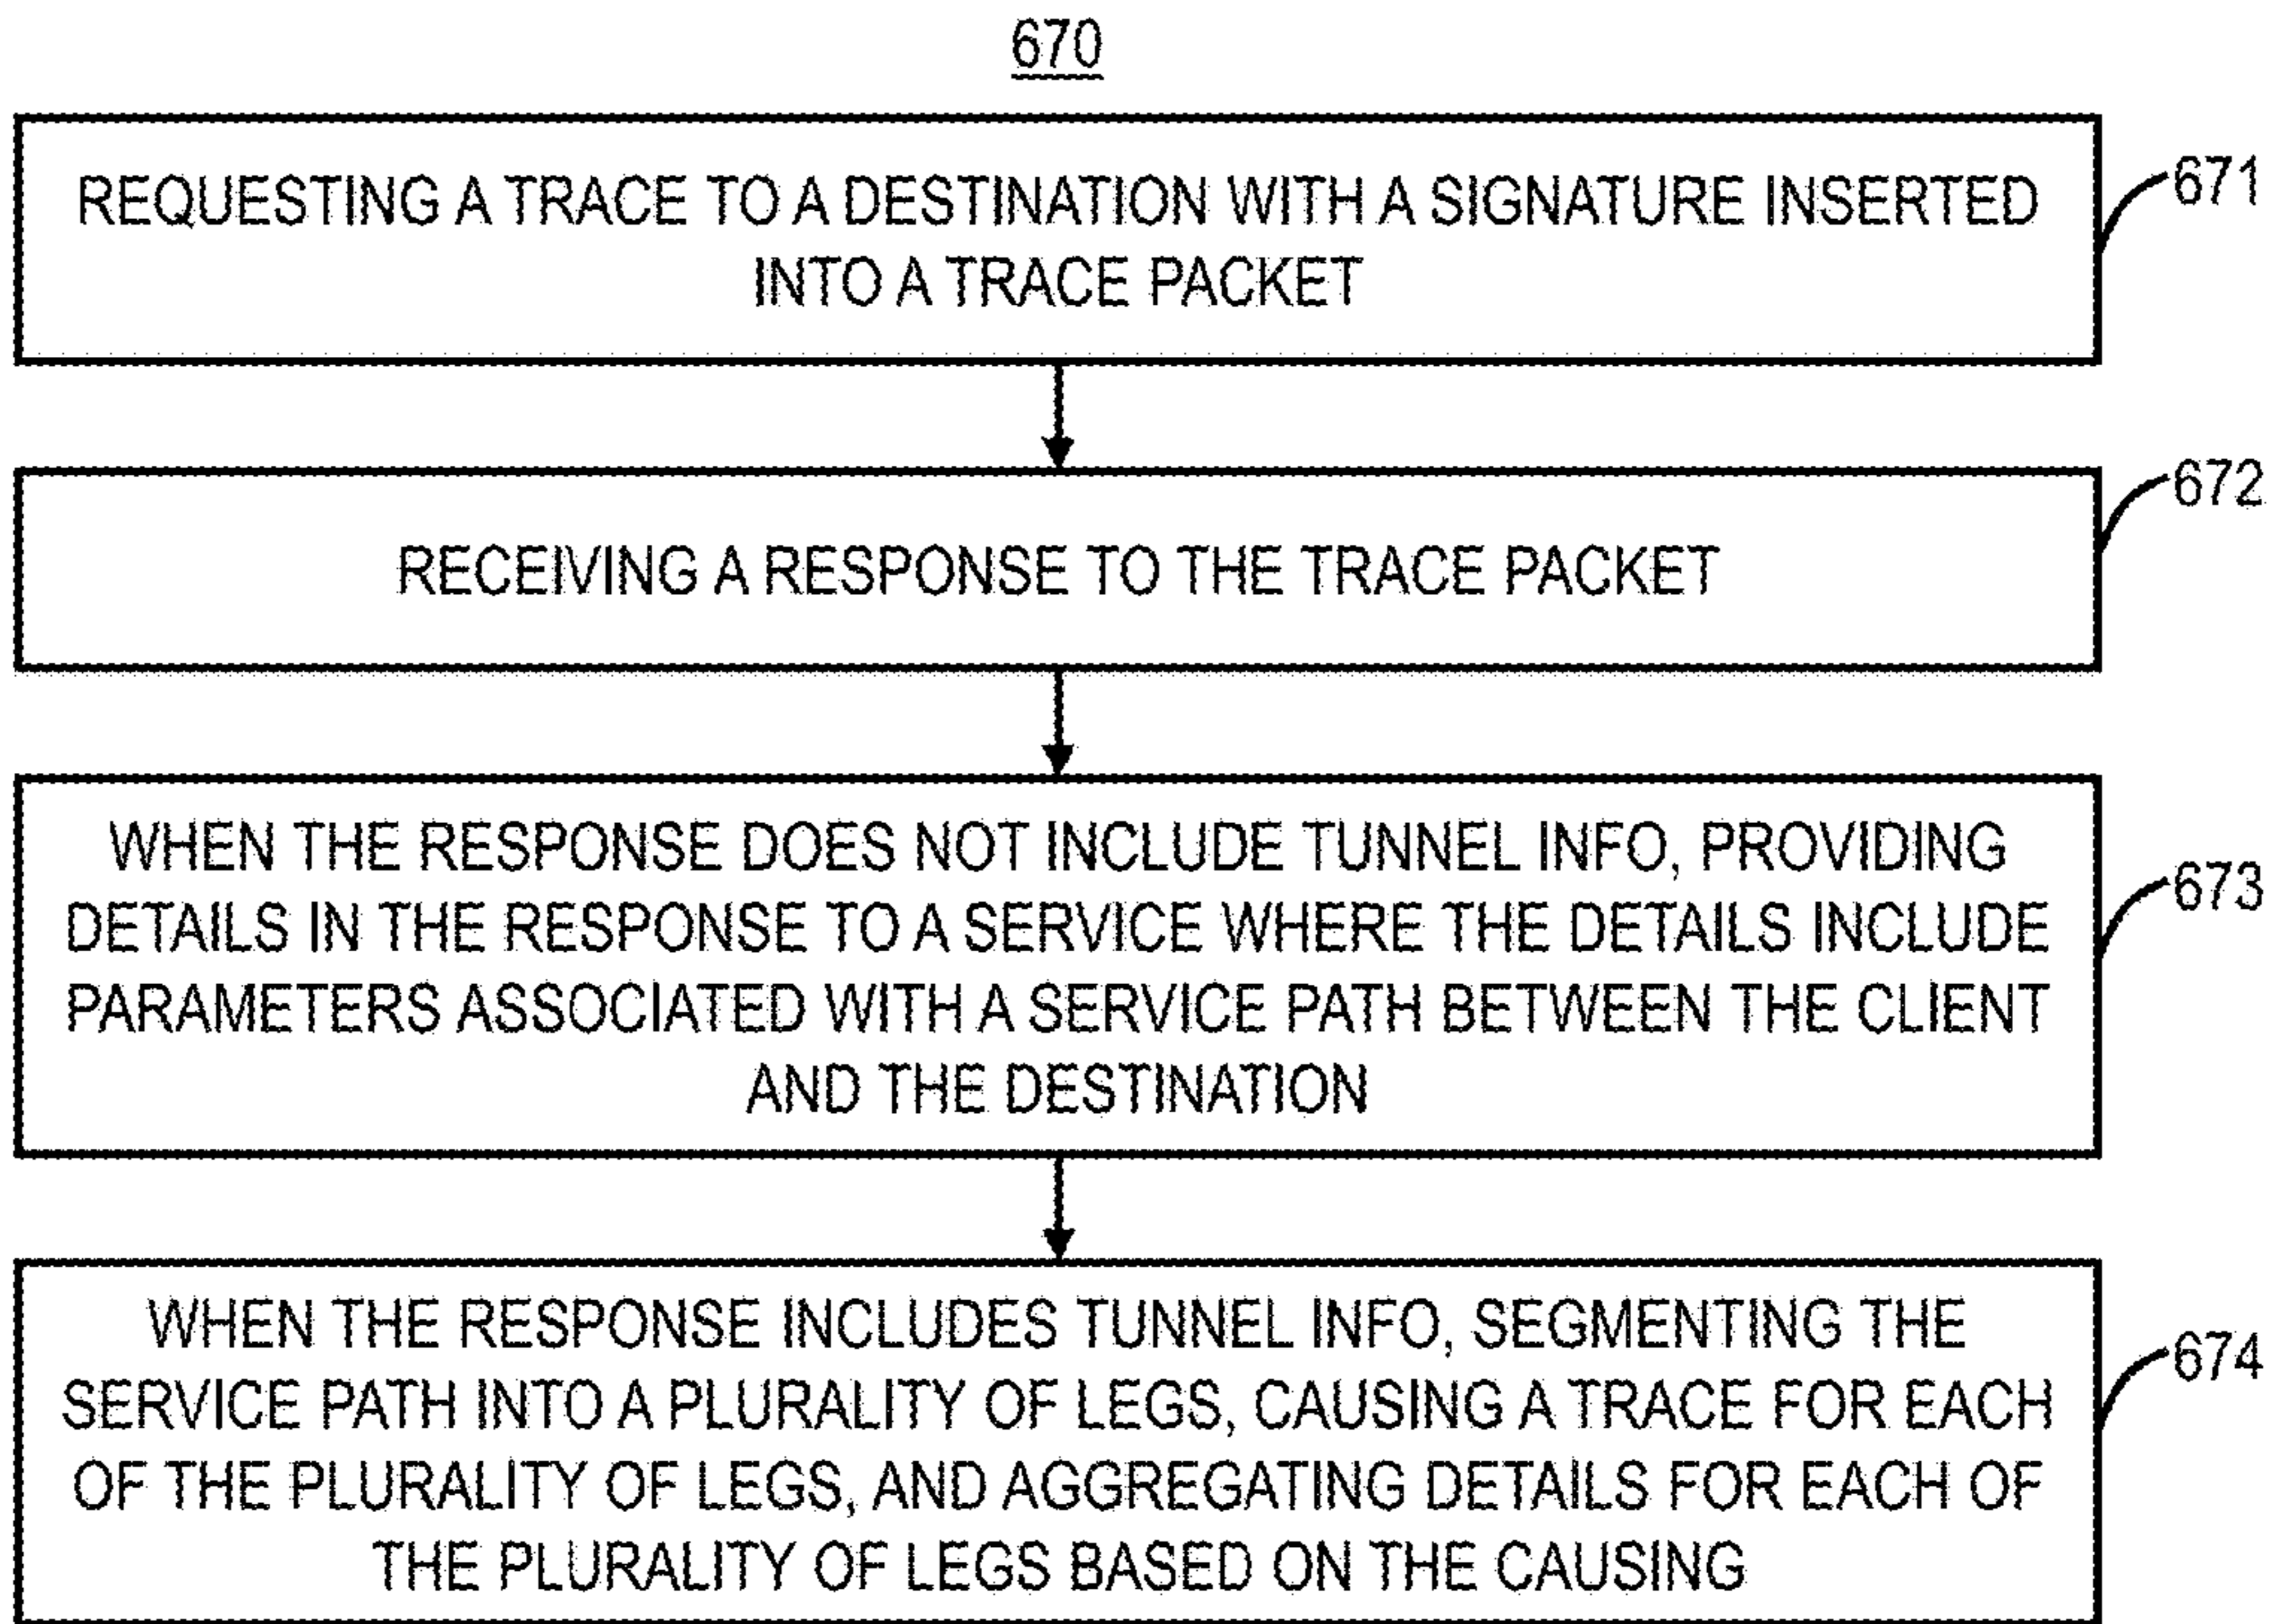 670
REQUESTING A TRACE TO A DESTINATION WITH A SIGNATURE INSERTED
INTO A TRACE PACKET
671
RECEIVING A RESPONSE TO THE TRACE PACKET
672
WHEN THE RESPONSE DOES NOT INCLUDE TUNNEL INFO, PROVIDING
DETAILS IN THE RESPONSE TO A SERVICE WHERE THE DETAILS INCLUDE
PARAMETERS ASSOCIATED WITH A SERVICE PATH BETWEEN THE CLIENT
AND THE DESTINATION
673
WHEN THE RESPONSE INCLUDES TUNNEL INFO, SEGMENTING THE
SERVICE PATH INTO A PLURALITY OF LEGS, CAUSING A TRACE FOR EACH
OF THE PLURALITY OF LEGS, AND AGGREGATING DETAILS FOR EACH OF
THE PLURALITY OF LEGS BASED ON THE CAUSING
674